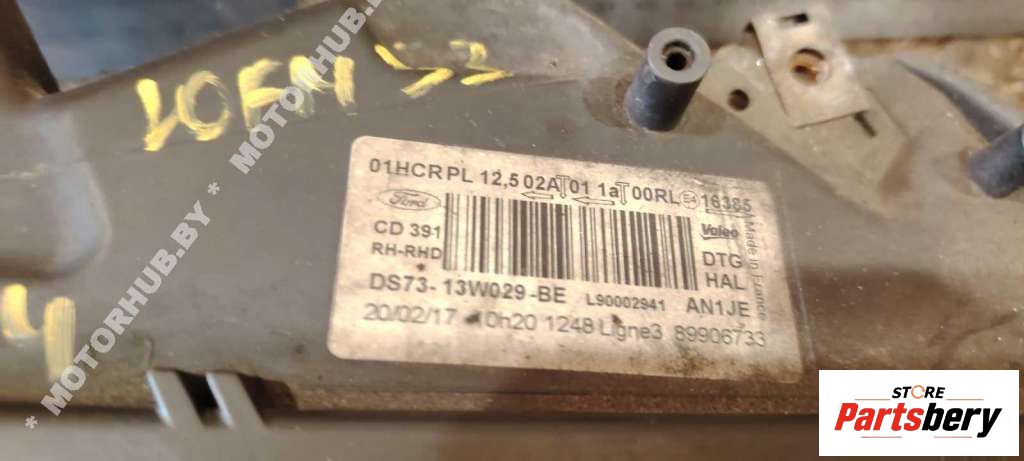 * MOTORHUB.BY * MOTORHUB.BY *
01HCR PL 12,5 02A 01 1a 00RL E4 16385
Ford
CD 391
RH-RHD
Valeo
DTG
HAL
Made in France
DS73-13W029-BE L90002941 AN1JE
20/02/17 10h20 1248 Ligne3 89906733
4
STORE
Partsbery